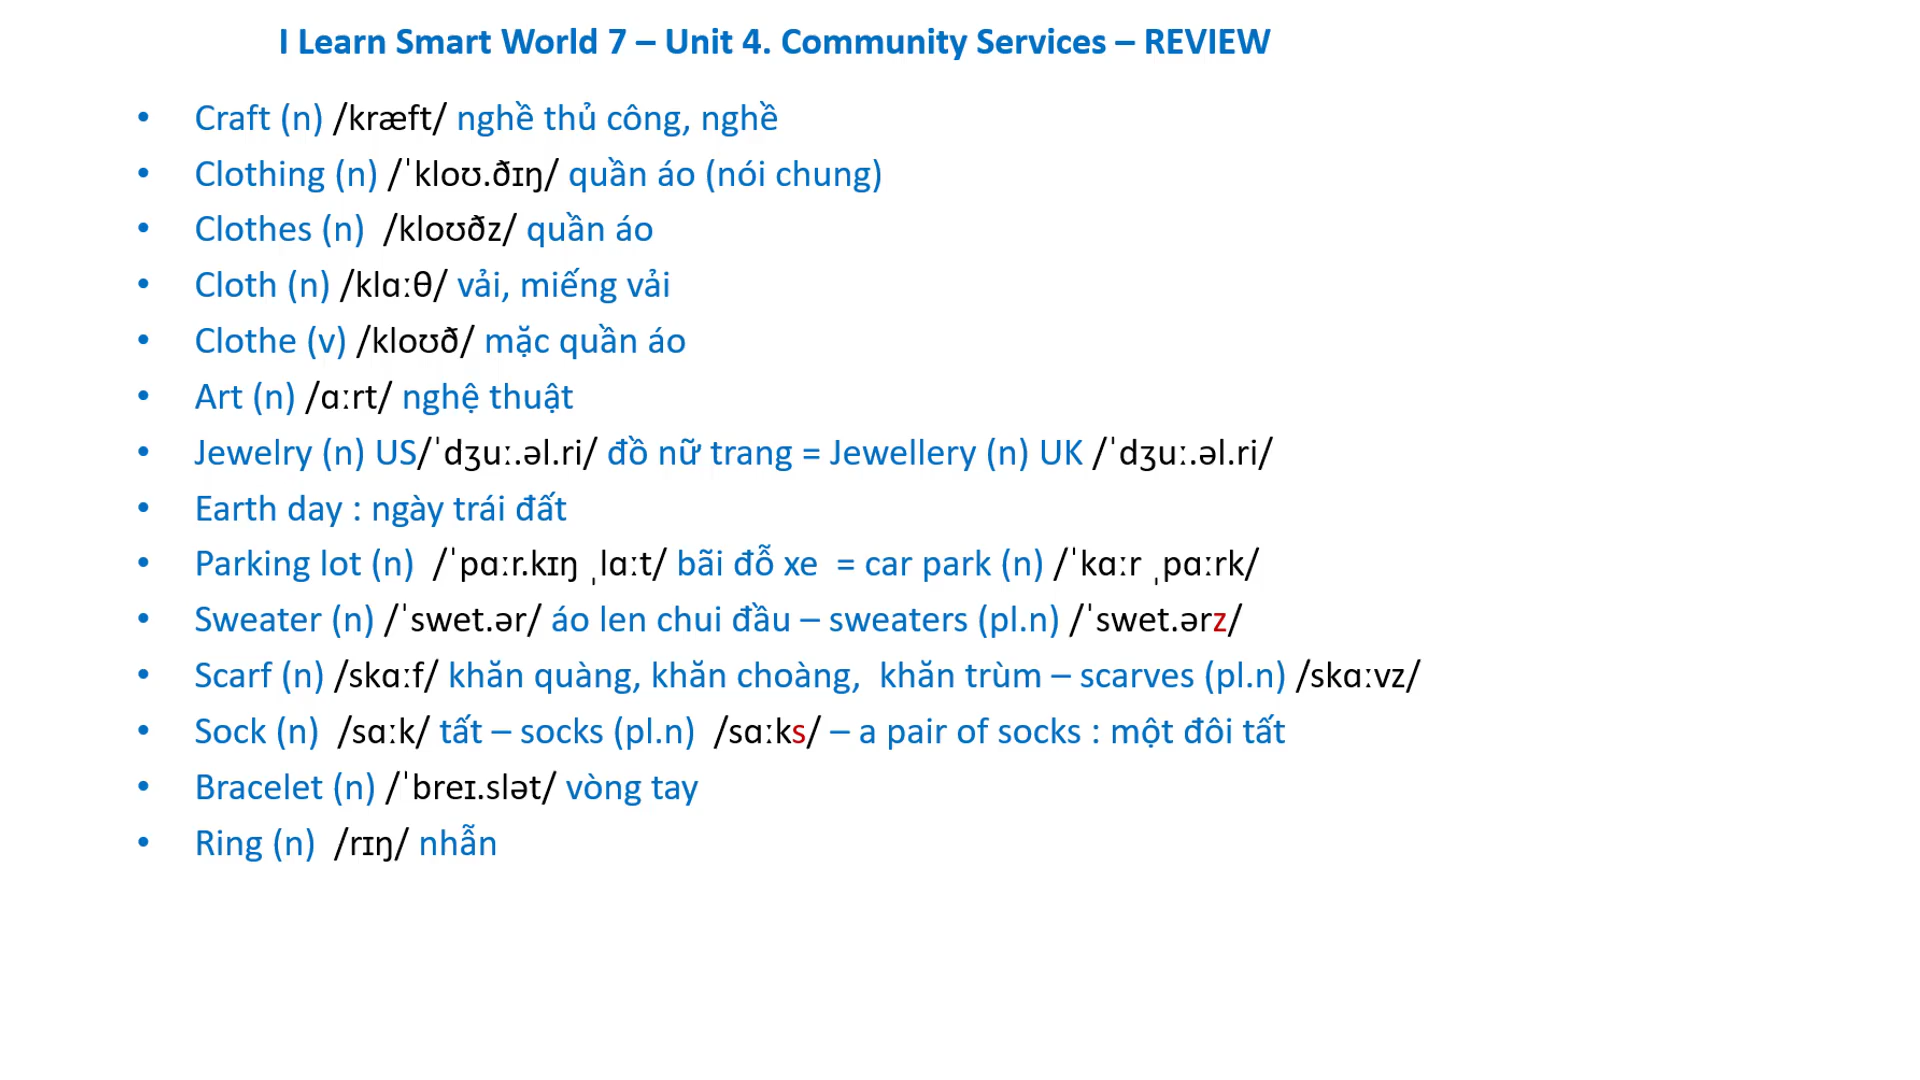 I Learn Smart World 7 – Unit 4. Community Services – REVIEW
• Craft (n) /kræft/ nghề thủ công, nghề
• Clothing (n) /ˈkloʊ.ðɪŋ/ quần áo (nói chung)
• Clothes (n)  /kloʊðz/ quần áo
• Cloth (n) /klɑːθ/ vải, miếng vải
• Clothe (v) /kloʊð/ mặc quần áo
• Art (n) /ɑːrt/ nghệ thuật
• Jewelry (n) US/ˈdʒuː.əl.ri/ đồ nữ trang = Jewellery (n) UK /ˈdʒuː.əl.ri/
• Earth day : ngày trái đất
• Parking lot (n)  /ˈpɑːr.kɪŋ ˌlɑːt/ bãi đỗ xe  = car park (n) /ˈkɑːr ˌpɑːrk/
• Sweater (n) /ˈswet.ər/ áo len chui đầu – sweaters (pl.n) /ˈswet.ərz/
• Scarf (n) /skɑːf/ khăn quàng, khăn choàng,  khăn trùm – scarves (pl.n) /skɑːvz/
• Sock (n)  /sɑːk/ tất – socks (pl.n)  /sɑːks/ – a pair of socks : một đôi tất
• Bracelet (n) /ˈbreɪ.slət/ vòng tay
• Ring (n)  /rɪŋ/ nhẫn